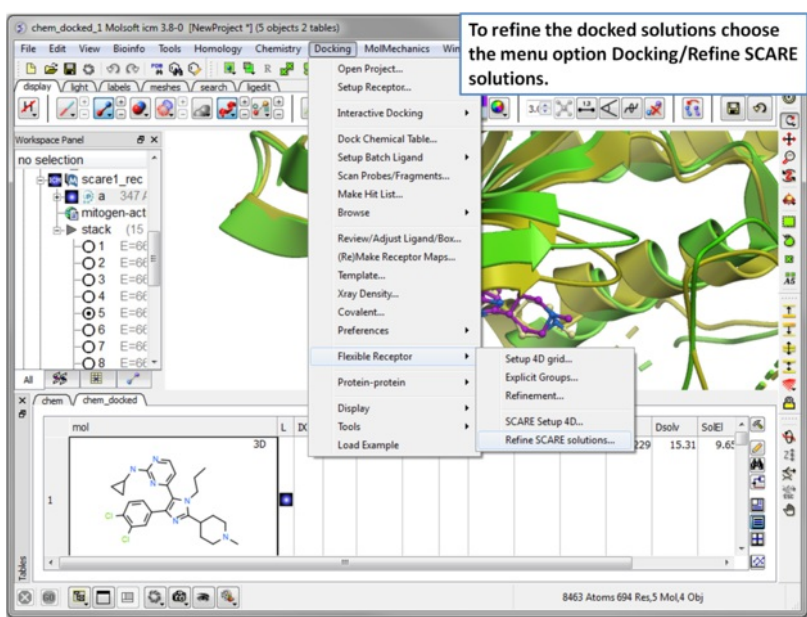 chem_docked_1 Molsoft icm 3.8-0 [NewProject *] (5 objects 2 tables)
To refine the docked solutions choose
the menu option Docking/Refine SCARE
solutions.
File Edit View Bioinfo Tools Homology Chemistry Docking MolMechanics
display light labels meshes search ligedit
Workspace Panel
no selection
scare1_rec
a 347
mitogen-act
stack (15
1 E=66
2 E=66
3 E=66
4 E=66
5 E=66
6 E=66
7 E=66
8 E=66
All
Open Project...
Setup Receptor...
Interactive Docking
Dock Chemical Table...
Setup Batch Ligand
Scan Probes/Fragments...
Make Hit List...
Browse
Review/Adjust Ligand/Box...
(Re)Make Receptor Maps...
Template...
Xray Density...
Covalent...
Preferences
Flexible Receptor
Protein-protein
Display
Tools
Load Example
Setup 4D grid...
Explicit Groups...
Refinement...
SCARE Setup 4D...
Refine SCARE solutions...
chem chem_docked
mol L Dsolv SolEl
3D
1
229 15.31 9.65
N
N
N
N
N
N
Cl
Cl
Tables
8463 Atoms 694 Res,5 Mol,4 Obj